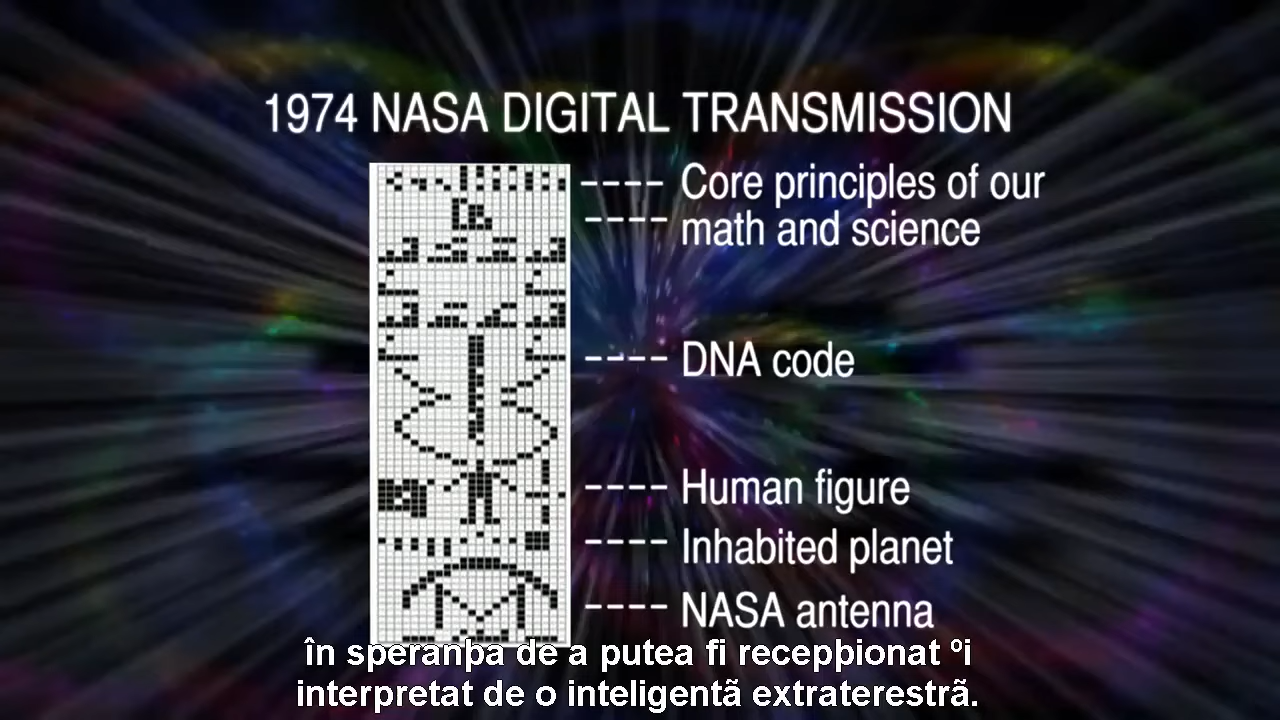 1974 NASA DIGITAL TRANSMISSION
Core principles of our
math and science
DNA code
Human figure
Inhabited planet
NASA antenna
în speranþa de a putea fi recepþionat ºi
interpretat de o inteligentã extraterestrã.